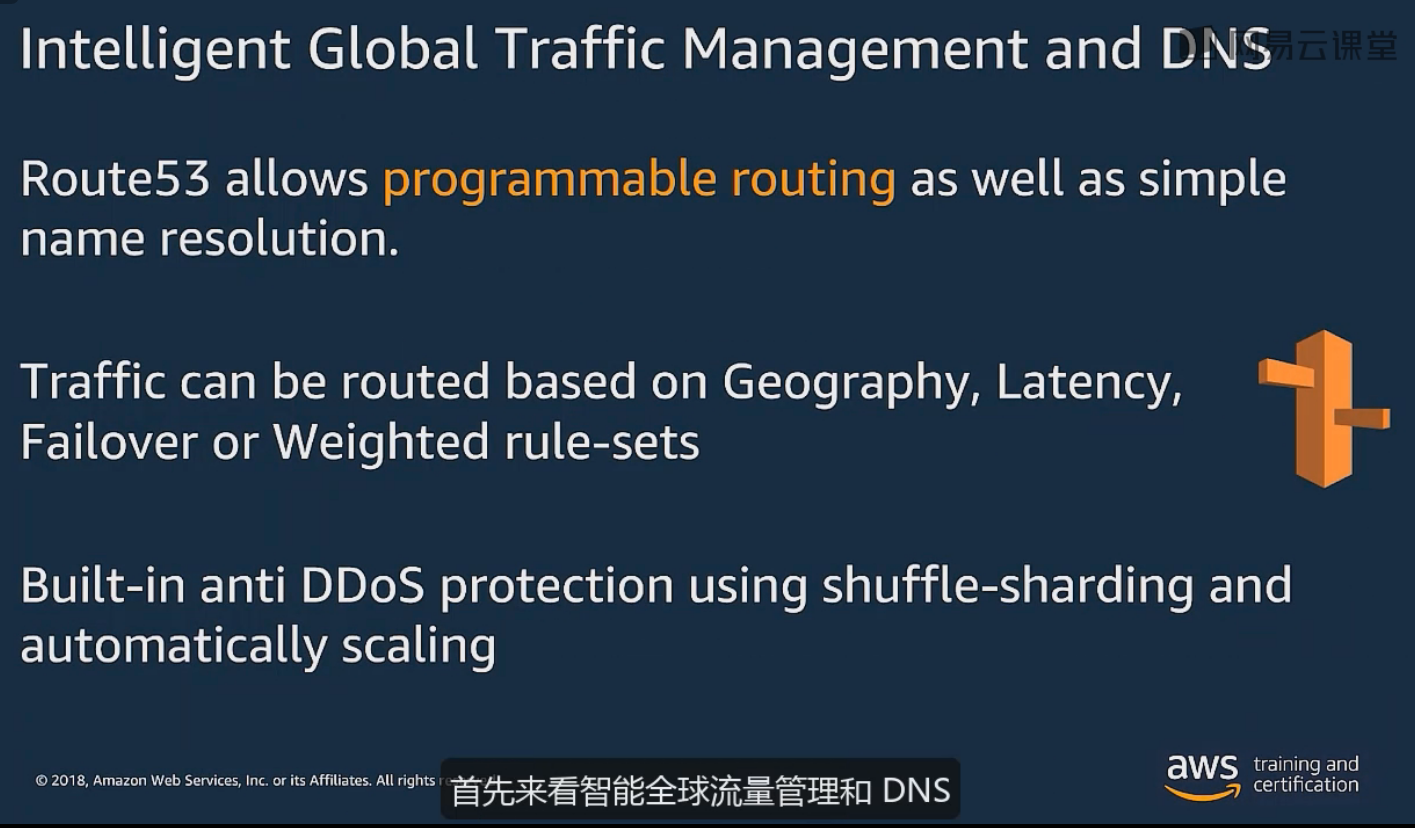 Intelligent Global Traffic Management and DNS
网易云课堂
Route53 allows programmable routing as well as simple
name resolution.
Traffic can be routed based on Geography, Latency,
Failover or Weighted rule-sets
Built-in anti DDoS protection using shuffle-sharding and
automatically scaling
© 2018, Amazon Web Services, Inc. or its Affiliates. All rights
首先来看智能全球流量管理和 DNS
aws training and
certification